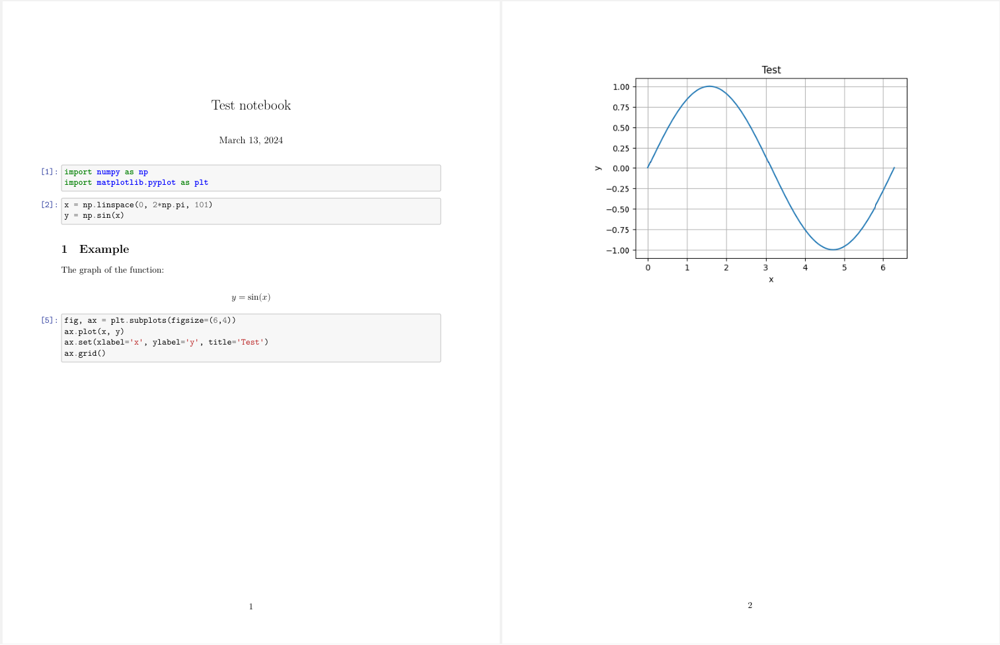 Test notebook
March 13, 2024
[1]: import numpy as np
import matplotlib.pyplot as plt
[2]: x = np.linspace(0, 2*np.pi, 101)
y = np.sin(x)
1 Example
The graph of the function:
y = sin(x)
[5]: fig, ax = plt.subplots(figsize=(6,4))
ax.plot(x, y)
ax.set(xlabel='x', ylabel='y', title='Test')
ax.grid()
1
Test
1.00
0.75
0.50
0.25
0.00
−0.25
−0.50
−0.75
−1.00
y
0 1 2 3 4 5 6
x
2